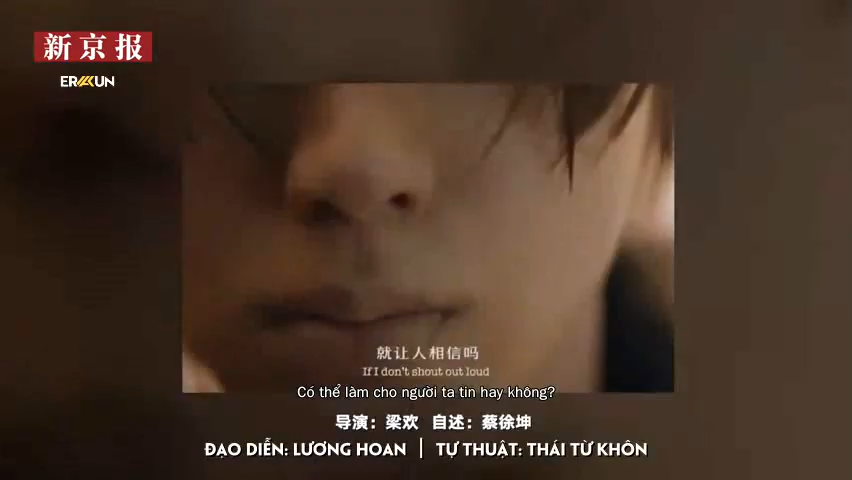 新京报
ERKUN
就让人相信吗
If I don't shout out loud
Có thể làm cho người ta tin hay không?
导演：梁欢 自述：蔡徐坤
ĐẠO DIỄN: LƯƠNG HOAN | TỰ THUẬT: THÁI TỪ KHÔN